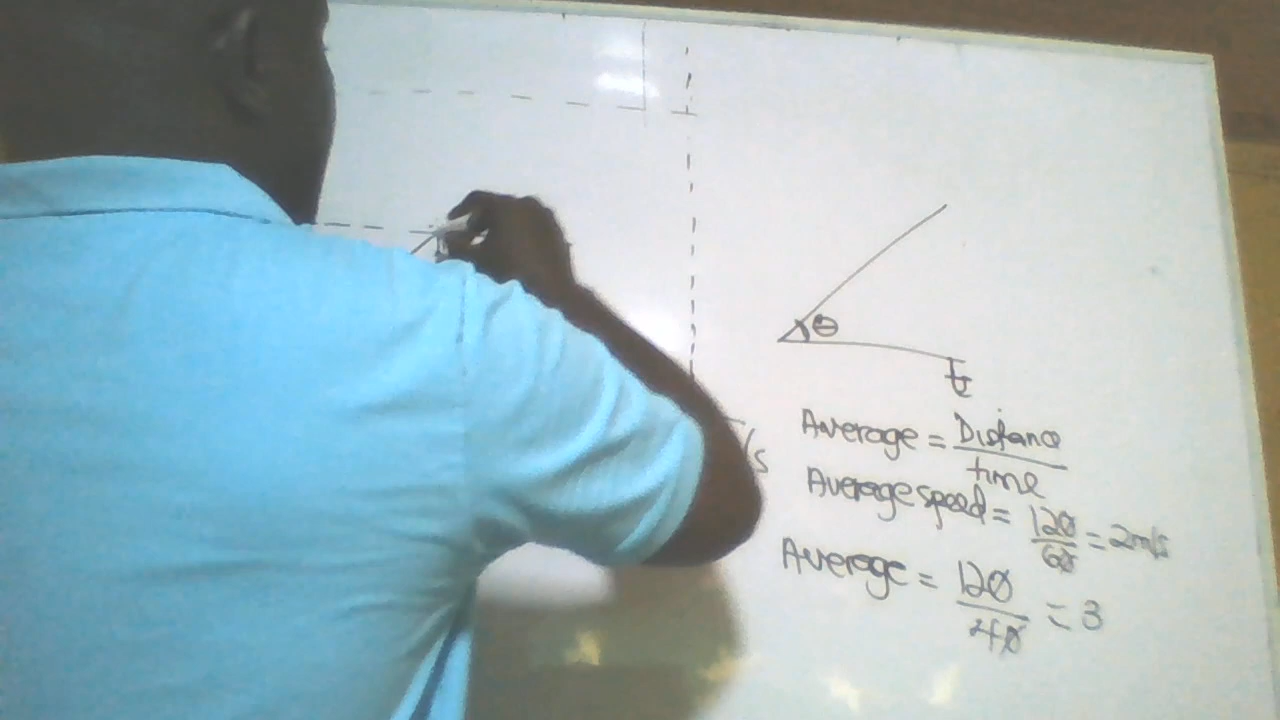 θ
t
/s
Average = Distance
time
Average speed = 120/60 = 2m/s
Average = 120/40 = 3